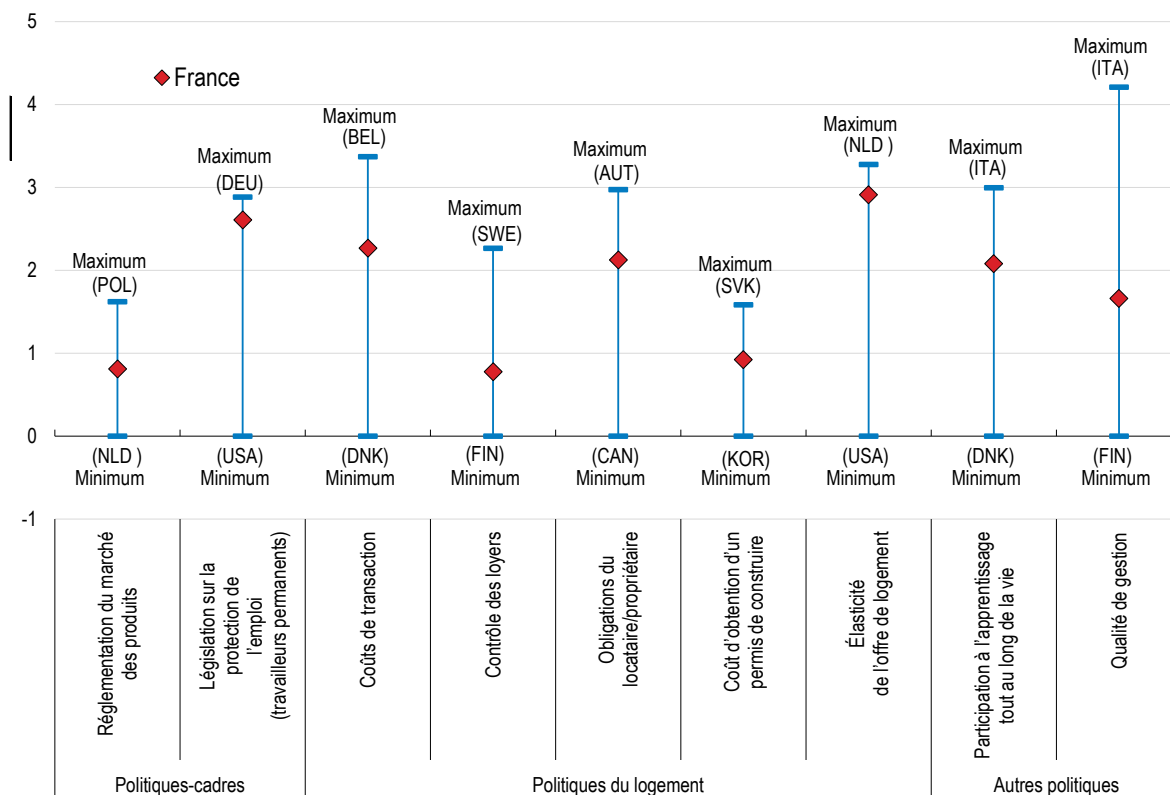 5
4
3
2
1
0
-1
France
Maximum
(POL)
Maximum
(DEU)
Maximum
(BEL)
Maximum
(SWE)
Maximum
(AUT)
Maximum
(SVK)
Maximum
(NLD )
Maximum
(ITA)
Maximum
(ITA)
(NLD )
Minimum
(USA)
Minimum
(DNK)
Minimum
(FIN)
Minimum
(CAN)
Minimum
(KOR)
Minimum
(USA)
Minimum
(DNK)
Minimum
(FIN)
Minimum
Réglementation du marché
des produits
Législation sur la
protection de
l'emploi
(travailleurs permanents)
Coûts de transaction
Contrôle des loyers
Obligations du
locataire/propriétaire
Coût d'obtention d'un
permis de construire
Élasticité
de l'offre de logement
Participation à l'apprentissage
tout au long de la vie
Qualité de gestion
Politiques-cadres
Politiques du logement
Autres politiques